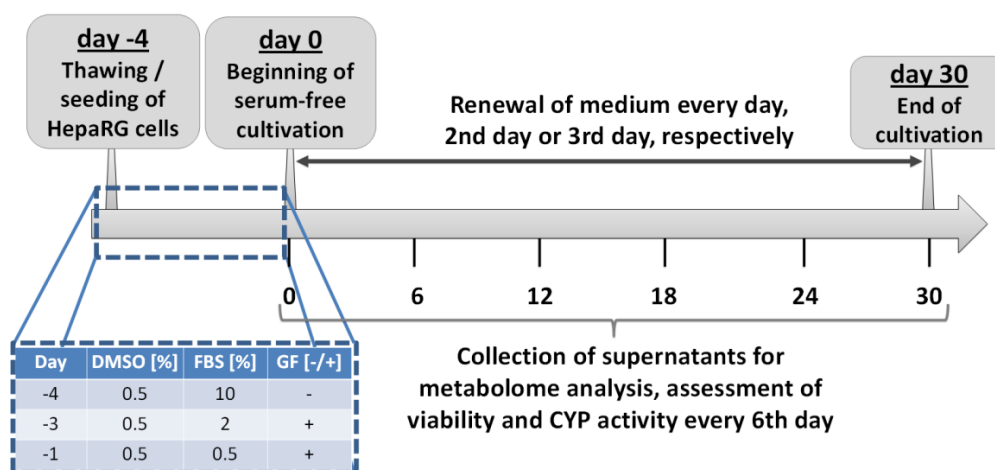 day -4
Thawing /
seeding of
HepaRG cells
day 0
Beginning of
serum-free
cultivation
Renewal of medium every day,
2nd day or 3rd day, respectively
day 30
End of
cultivation
0 6 12 18 24 30
Day DMSO [%] FBS [%] GF [-/+]
-4 0.5 10 -
-3 0.5 2 +
-1 0.5 0.5 +
Collection of supernatants for
metabolome analysis, assessment of
viability and CYP activity every 6th day